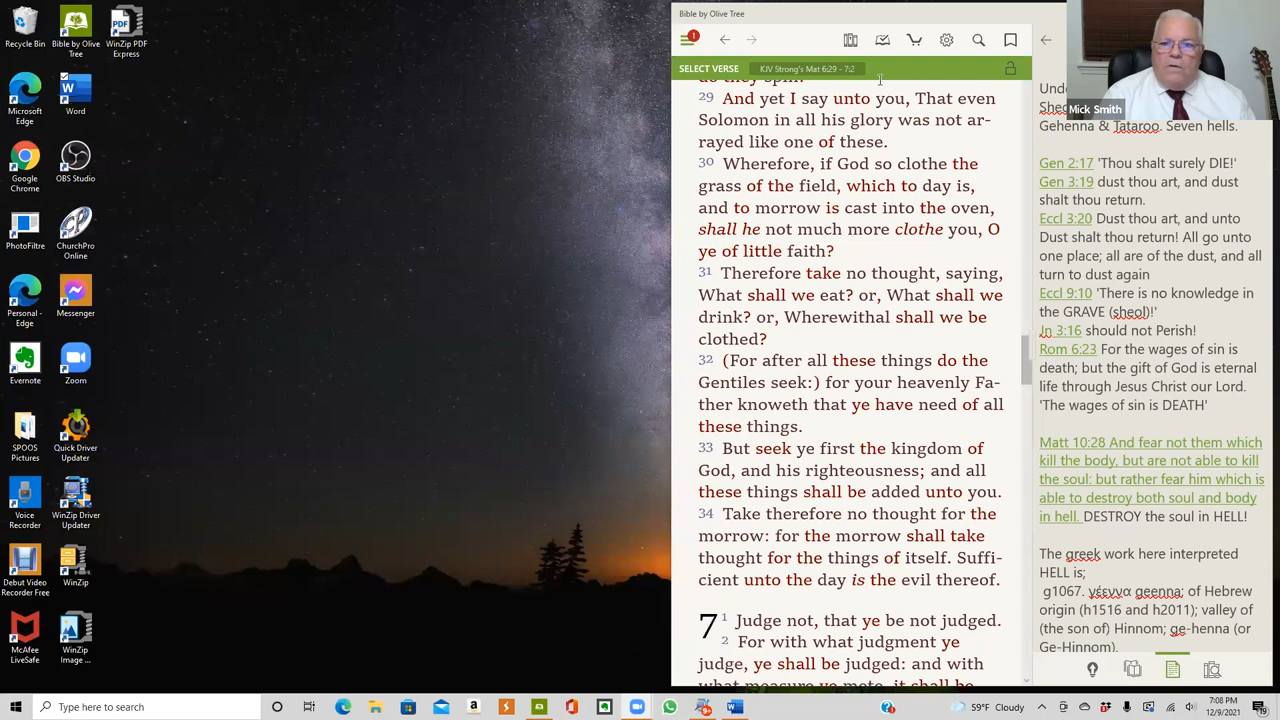 Recycle Bin
Bible by Olive Tree
WinZip PDF Express
Microsoft Edge
Word
Google Chrome
OBS Studio
PhotoFiltre
ChurchPro Online
Personal - Edge
Messenger
Evernote
Zoom
SPOOS PICTURES
Quick Driver Updater
Voice Recorder
WinZip Driver Updater
Debut Video Recorder
WinZip
McAfee LiveSafe
WinZip Image ...
Bible by Olive Tree
1
SELECT VERSE KJV Strong's Mat 6:29 - 7:2
do they spin:
29 And yet I say unto you, That even
Solomon in all his glory was not ar-
rayed like one of these.
30 Wherefore, if God so clothe the
grass of the field, which to day is,
and to morrow is cast into the oven,
shall he not much more clothe you, O
ye of little faith?
31 Therefore take no thought, saying,
What shall we eat? or, What shall we
drink? or, Wherewithal shall we be
clothed?
32 (For after all these things do the
Gentiles seek:) for your heavenly Fa-
ther knoweth that ye have need of all
these things.
33 But seek ye first the kingdom of
God, and his righteousness; and all
these things shall be added unto you.
34 Take therefore no thought for the
morrow: for the morrow shall take
thought for the things of itself. Suffi-
cient unto the day is the evil thereof.
7 1 Judge not, that ye be not judged.
2 For with what judgment ye
judge, ye shall be judged: and with
what measure ye mete, it shall be
Mick Smith
Gehenna & Tataroo. Seven hells.
Gen 2:17 'Thou shalt surely DIE!'
Gen 3:19 dust thou art, and dust
shalt thou return.
Eccl 3:20 Dust thou art, and unto
Dust shalt thou return! All go unto
one place; all are of the dust, and all
turn to dust again
Eccl 9:10 'There is no knowledge in
the GRAVE (sheol)!'
Jn 3:16 should not Perish!
Rom 6:23 For the wages of sin is
death; but the gift of God is eternal
life through Jesus Christ our Lord.
'The wages of sin is DEATH'
Matt 10:28 And fear not them which
kill the body, but are not able to kill
the soul: but rather fear him which is
able to destroy both soul and body
in hell. DESTROY the soul in HELL!
The greek work here interpreted
HELL is;
g1067. γέεννα geenna; of Hebrew
origin (h1516 and h2011); valley of
(the son of) Hinnom; ge-henna (or
Ge-Hinnom).
Type here to search
59°F Cloudy
7:08 PM
12/9/2021
19